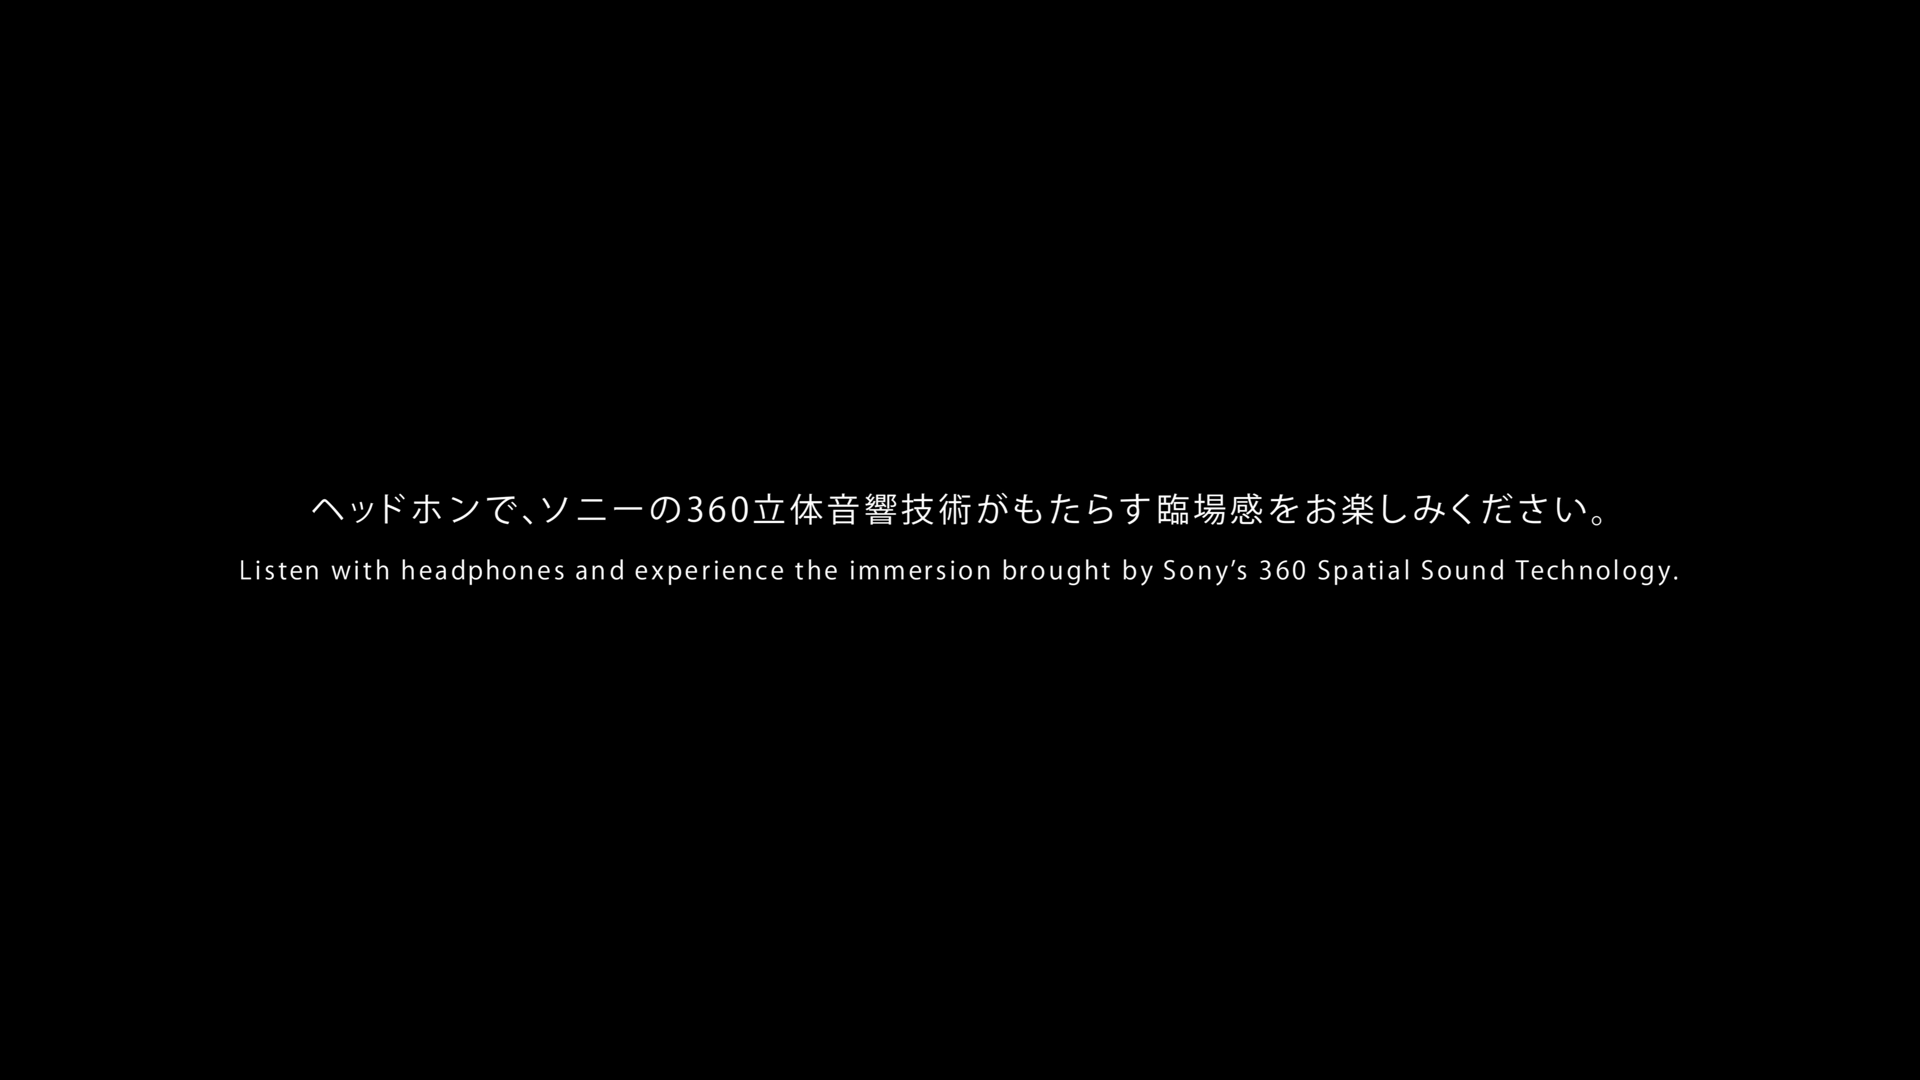 ヘッドホンで、ソニーの360立体音響技術がもたらす臨場感をお楽しみください。
Listen with headphones and experience the immersion brought by Sony’s 360 Spatial Sound Technology.